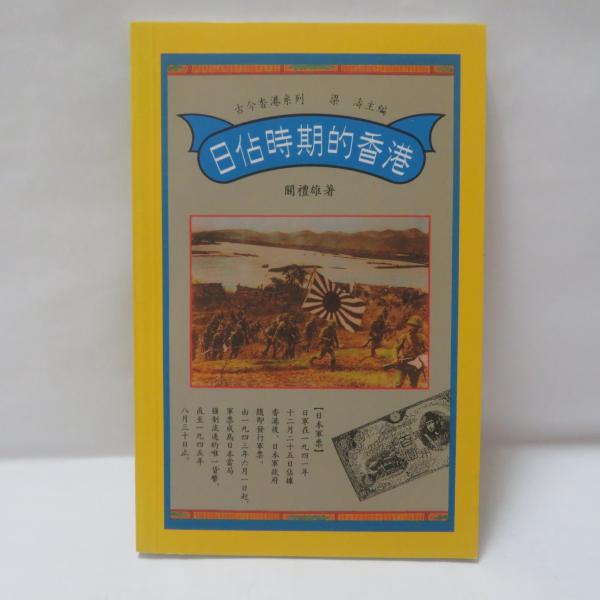 古今香港系列 梁濤主編
日佔時期的香港
關禮雄著
【日本軍票】
日軍在一九四一年
十二月二十五日佔據
香港後，日本軍政府
隨即發行軍票。
由一九四三年六月一日起，
軍票成為日本當局
強制流通的唯一貨幣，
直至一九四五年
八月三十日止。